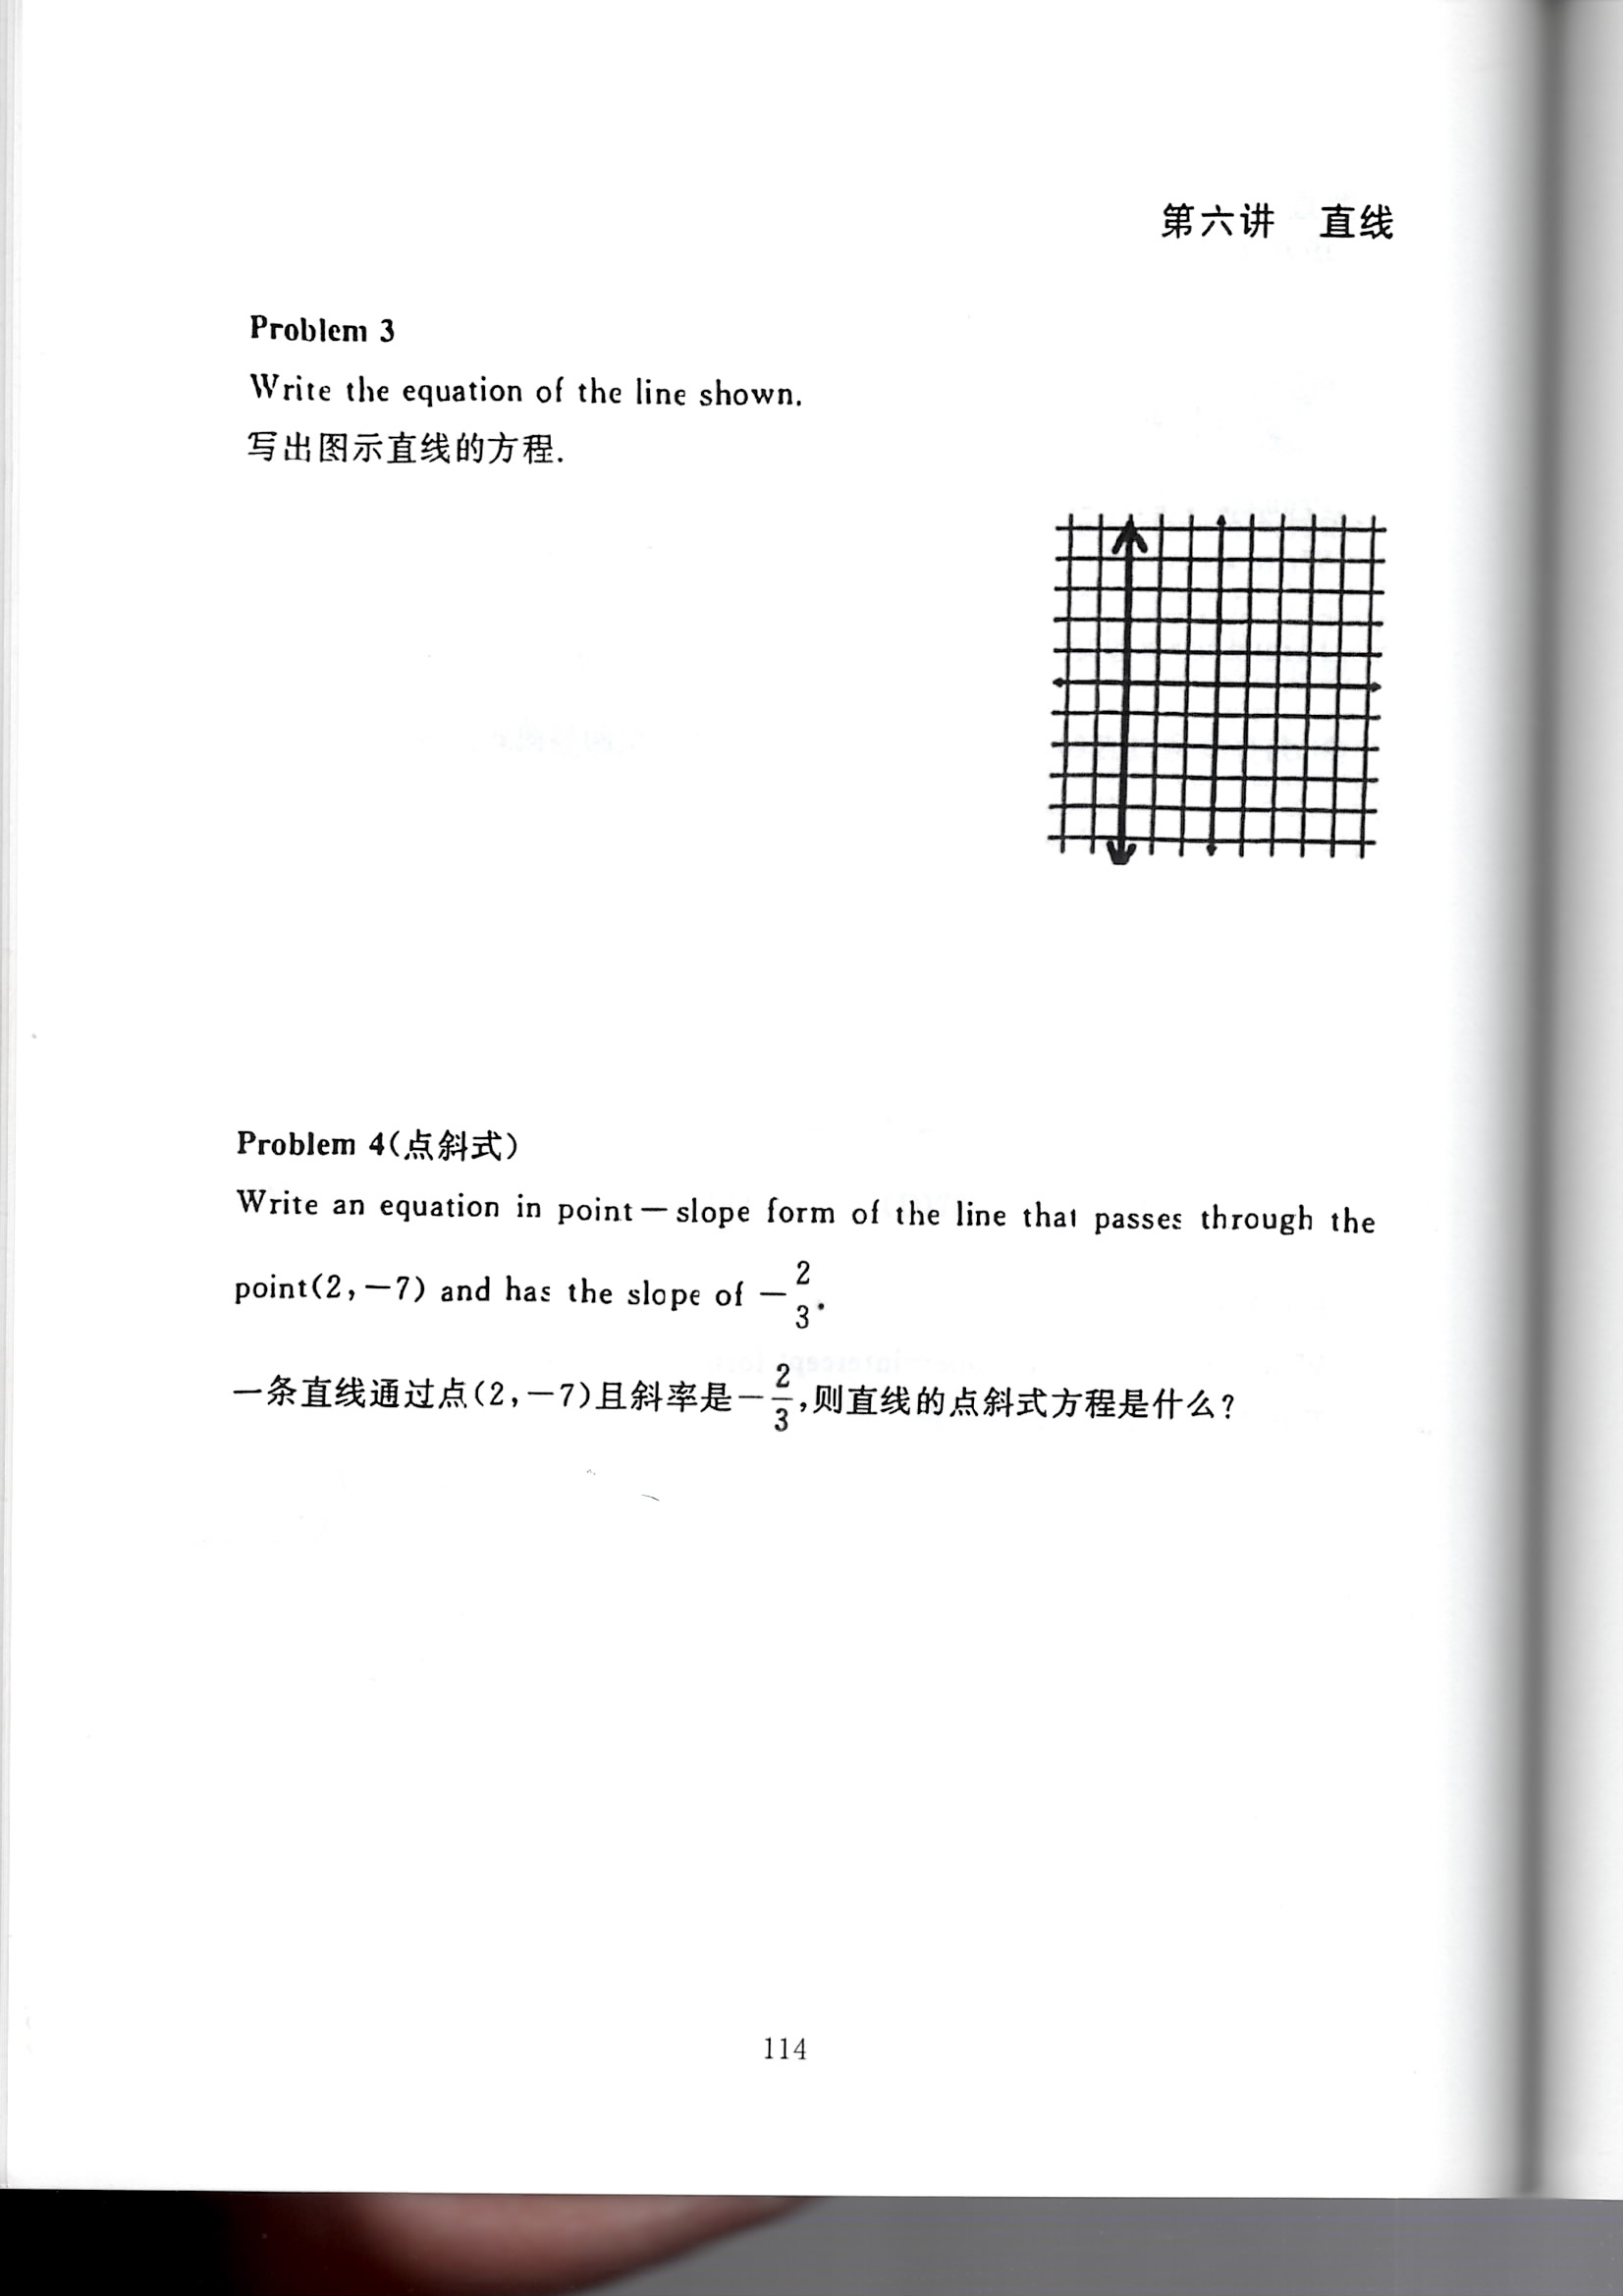 第六讲 直线
Problem 3
Write the equation of the line shown.
写出图示直线的方程.
Problem 4(点斜式)
Write an equation in point—slope form of the line that passes through the
point(2,—7) and has the slope of —2/3.
一条直线通过点(2,—7)且斜率是—2/3,则直线的点斜式方程是什么?
114